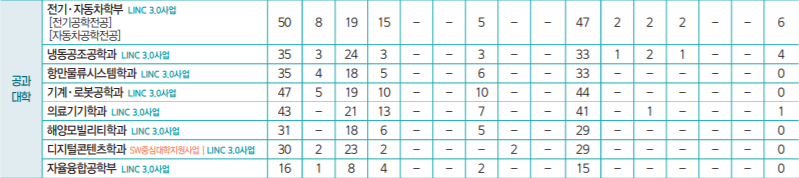 전기·자동차학부 LINC 3.0사업
[전기공학전공]
[자동차공학전공]
50 8 19 15 – – 5 – – 47 2 2 2 – – 6
냉동공조공학과 LINC 3.0사업 35 3 24 3 – – 3 – – 33 1 2 1 – – 4
항만물류시스템학과 LINC 3.0사업 35 4 18 5 – – 6 – – 33 – – – – – 0
공과
대학
기계·로봇공학과 LINC 3.0사업 47 5 19 10 – – 10 – – 44 – – – – – 0
의료기기학과 LINC 3.0사업 43 – 21 13 – – 7 – – 41 – 1 – – – 1
해양모빌리티학과 LINC 3.0사업 31 – 18 6 – – 5 – – 29 – – – – – 0
디지털콘텐츠학과 SW중심대학지원사업 | LINC 3.0사업 30 2 23 2 – – – 2 – 29 – – – – – 0
자율융합공학부 LINC 3.0사업 16 1 8 4 – – 2 – – 15 – – – – – 0